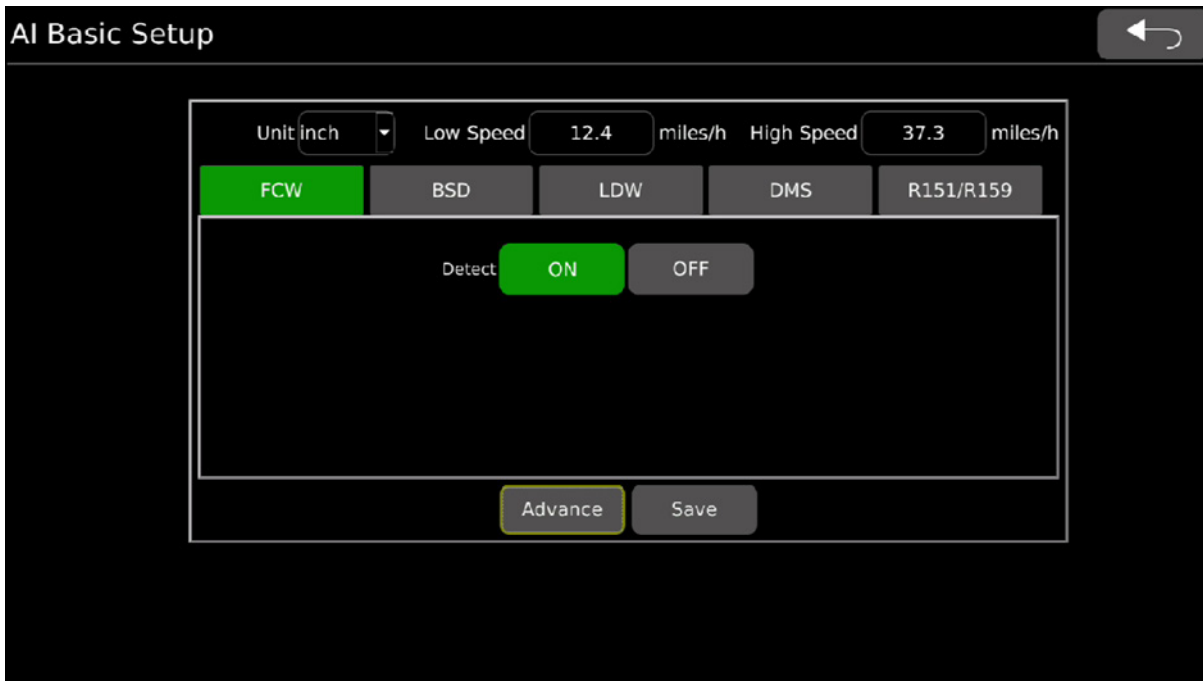 AI Basic Setup
Unit inch Low Speed 12.4 miles/h High Speed 37.3 miles/h
FCW BSD LDW DMS R151/R159
Detect ON OFF
Advance Save